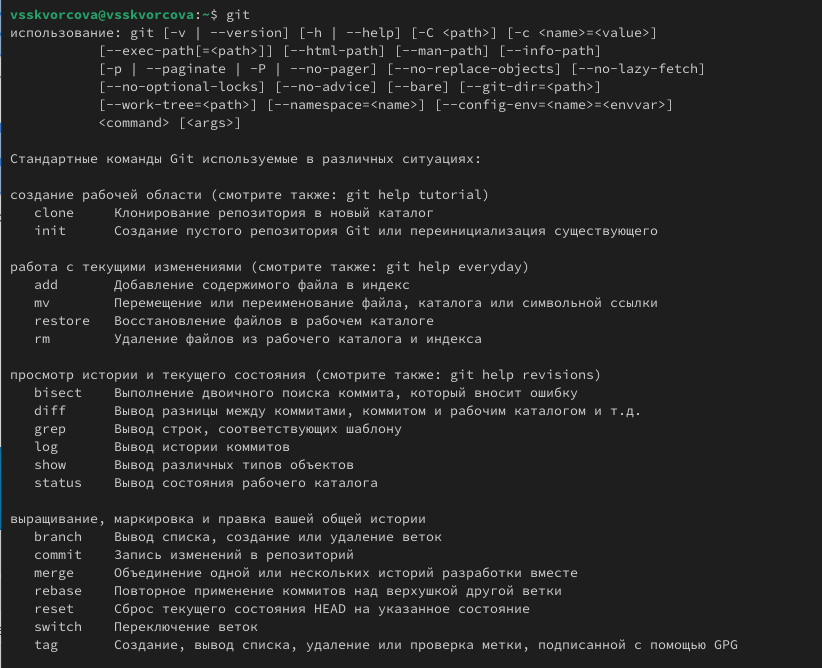 vsskvorcova@vsskvorcova:~$ git
использование: git [-v | --version] [-h | --help] [-C <path>] [-c <name>=<value>]
           [--exec-path[=<path>]] [--html-path] [--man-path] [--info-path]
           [-p | --paginate | -P | --no-pager] [--no-replace-objects] [--no-lazy-fetch]
           [--no-optional-locks] [--no-advice] [--bare] [--git-dir=<path>]
           [--work-tree=<path>] [--namespace=<name>] [--config-env=<name>=<envvar>]
           <command> [<args>]

Стандартные команды Git используемые в различных ситуациях:

создание рабочей области (смотрите также: git help tutorial)
   clone     Клонирование репозитория в новый каталог
   init      Создание пустого репозитория Git или переинициализация существующего

работа с текущими изменениями (смотрите также: git help everyday)
   add       Добавление содержимого файла в индекс
   mv        Перемещение или переименование файла, каталога или символьной ссылки
   restore   Восстановление файлов в рабочем каталоге
   rm        Удаление файлов из рабочего каталога и индекса

просмотр истории и текущего состояния (смотрите также: git help revisions)
   bisect    Выполнение двоичного поиска коммита, который вносит ошибку
   diff      Вывод разницы между коммитами, коммитом и рабочим каталогом и т.д.
   grep      Вывод строк, соответствующих шаблону
   log       Вывод истории коммитов
   show      Вывод различных типов объектов
   status    Вывод состояния рабочего каталога

выращивание, маркировка и правка вашей общей истории
   branch    Вывод списка, создание или удаление веток
   commit    Запись изменений в репозиторий
   merge     Объединение одной или нескольких историй разработки вместе
   rebase    Повторное применение коммитов над верхушкой другой ветки
   reset     Сброс текущего состояния HEAD на указанное состояние
   switch    Переключение веток
   tag       Создание, вывод списка, удаление или проверка метки, подписанной с помощью GPG